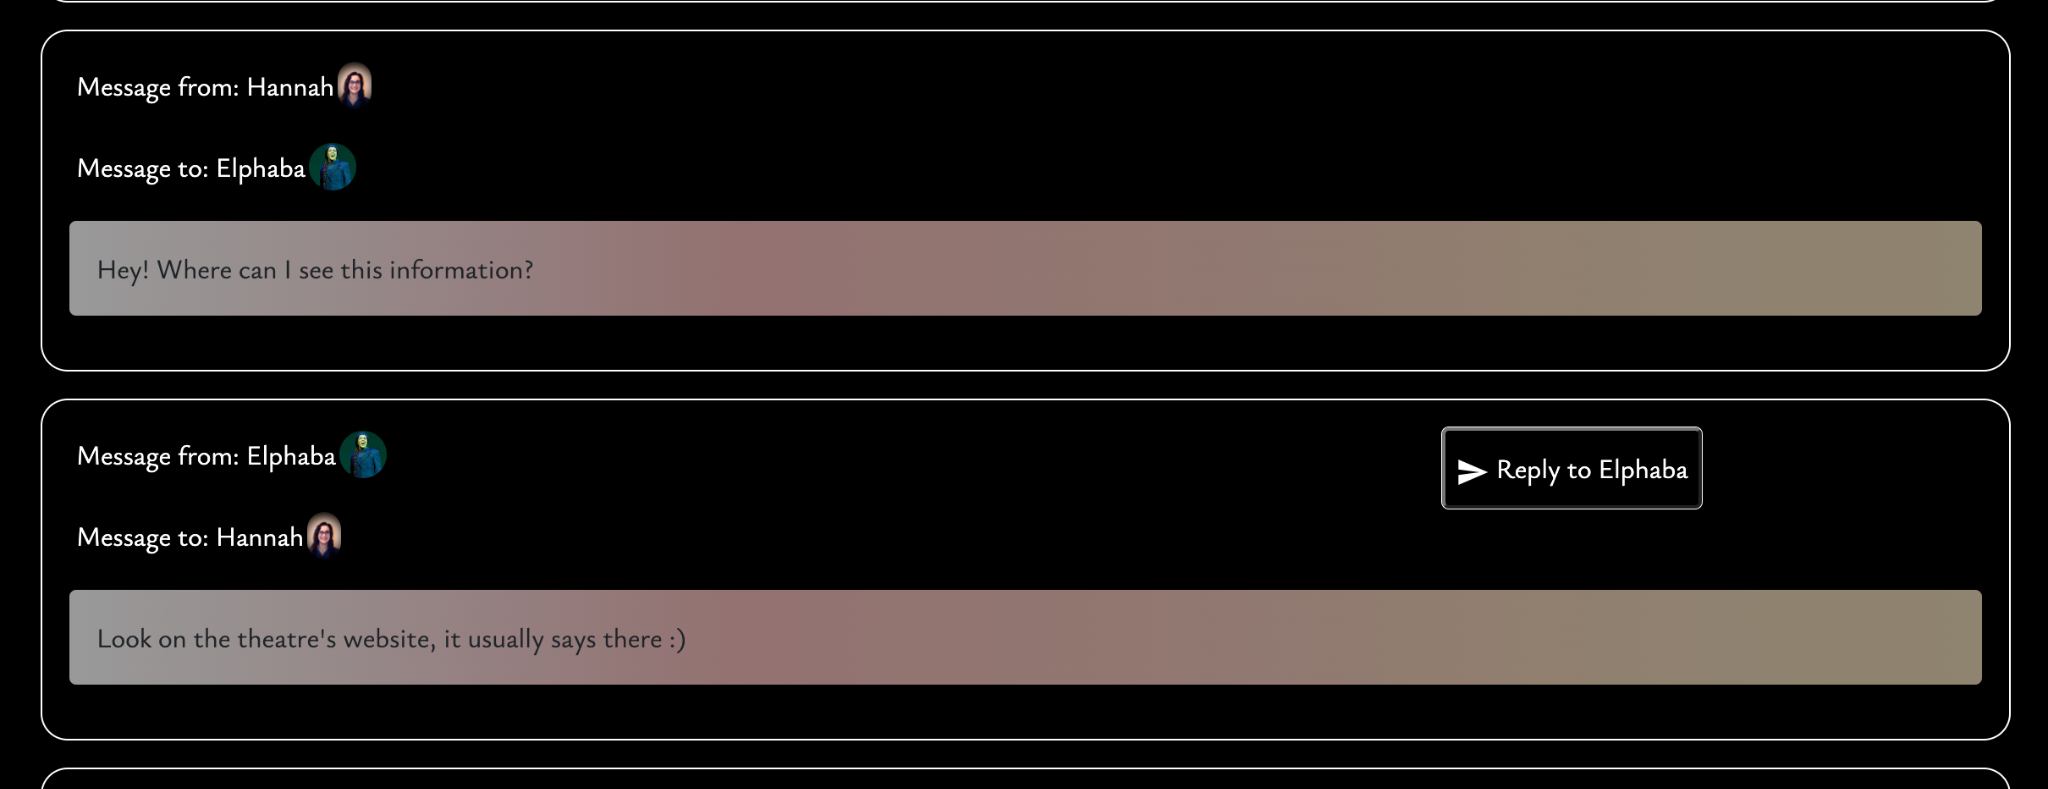 Message from: Hannah
Message to: Elphaba
Hey! Where can I see this information?
Message from: Elphaba
Reply to Elphaba
Message to: Hannah
Look on the theatre's website, it usually says there :)